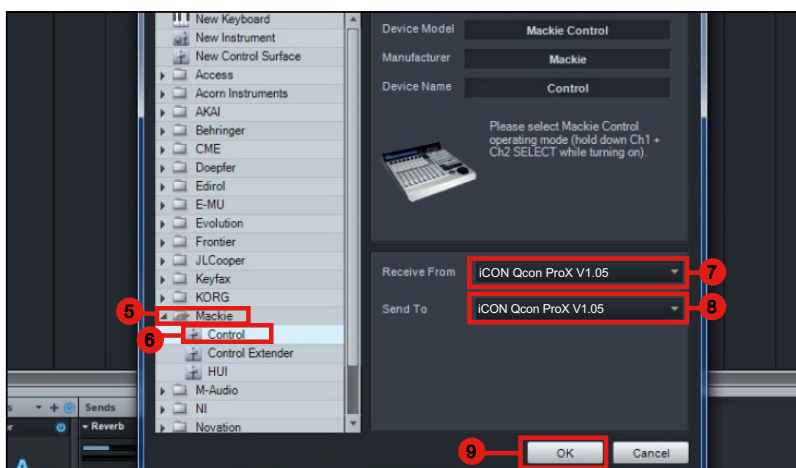 New Keyboard
New Instrument
New Control Surface
Access
Acorn Instruments
AKAI
Behringer
CME
Doepfer
Edirol
E-MU
Evolution
Frontier
JLCooper
Keyfax
KORG
5
Mackie
6
Control
Control Extender
HUI
M-Audio
NI
Novation
Device Model
Mackie Control
Manufacturer
Mackie
Device Name
Control
Please select Mackie Control
operating mode (hold down Ch1 +
Ch2 SELECT while turning on).
Receive From
iCON Qcon ProX V1.05
7
Send To
iCON Qcon ProX V1.05
8
9
OK
Cancel
Sends
Reverb
A